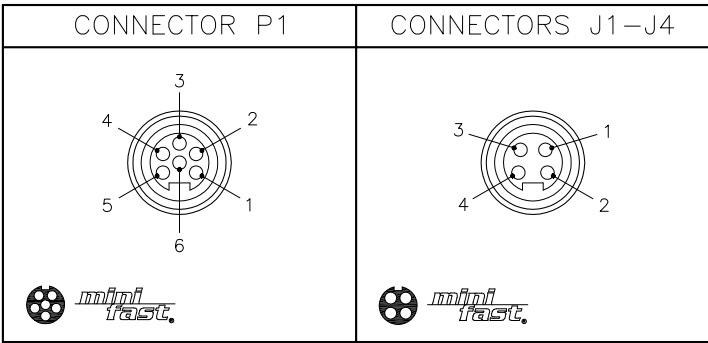 CONNECTOR P1
CONNECTORS J1-J4
3
4
2
5
1
6
3
1
4
2
mini
fast®
mini
fast®